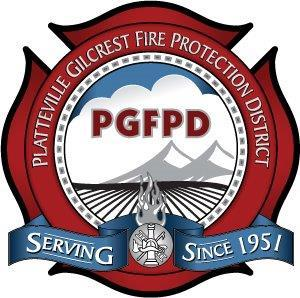 PLATTEVILLE GILCREST FIRE PROTECTION DISTRICT
PGFPD
SERVING SINCE 1951